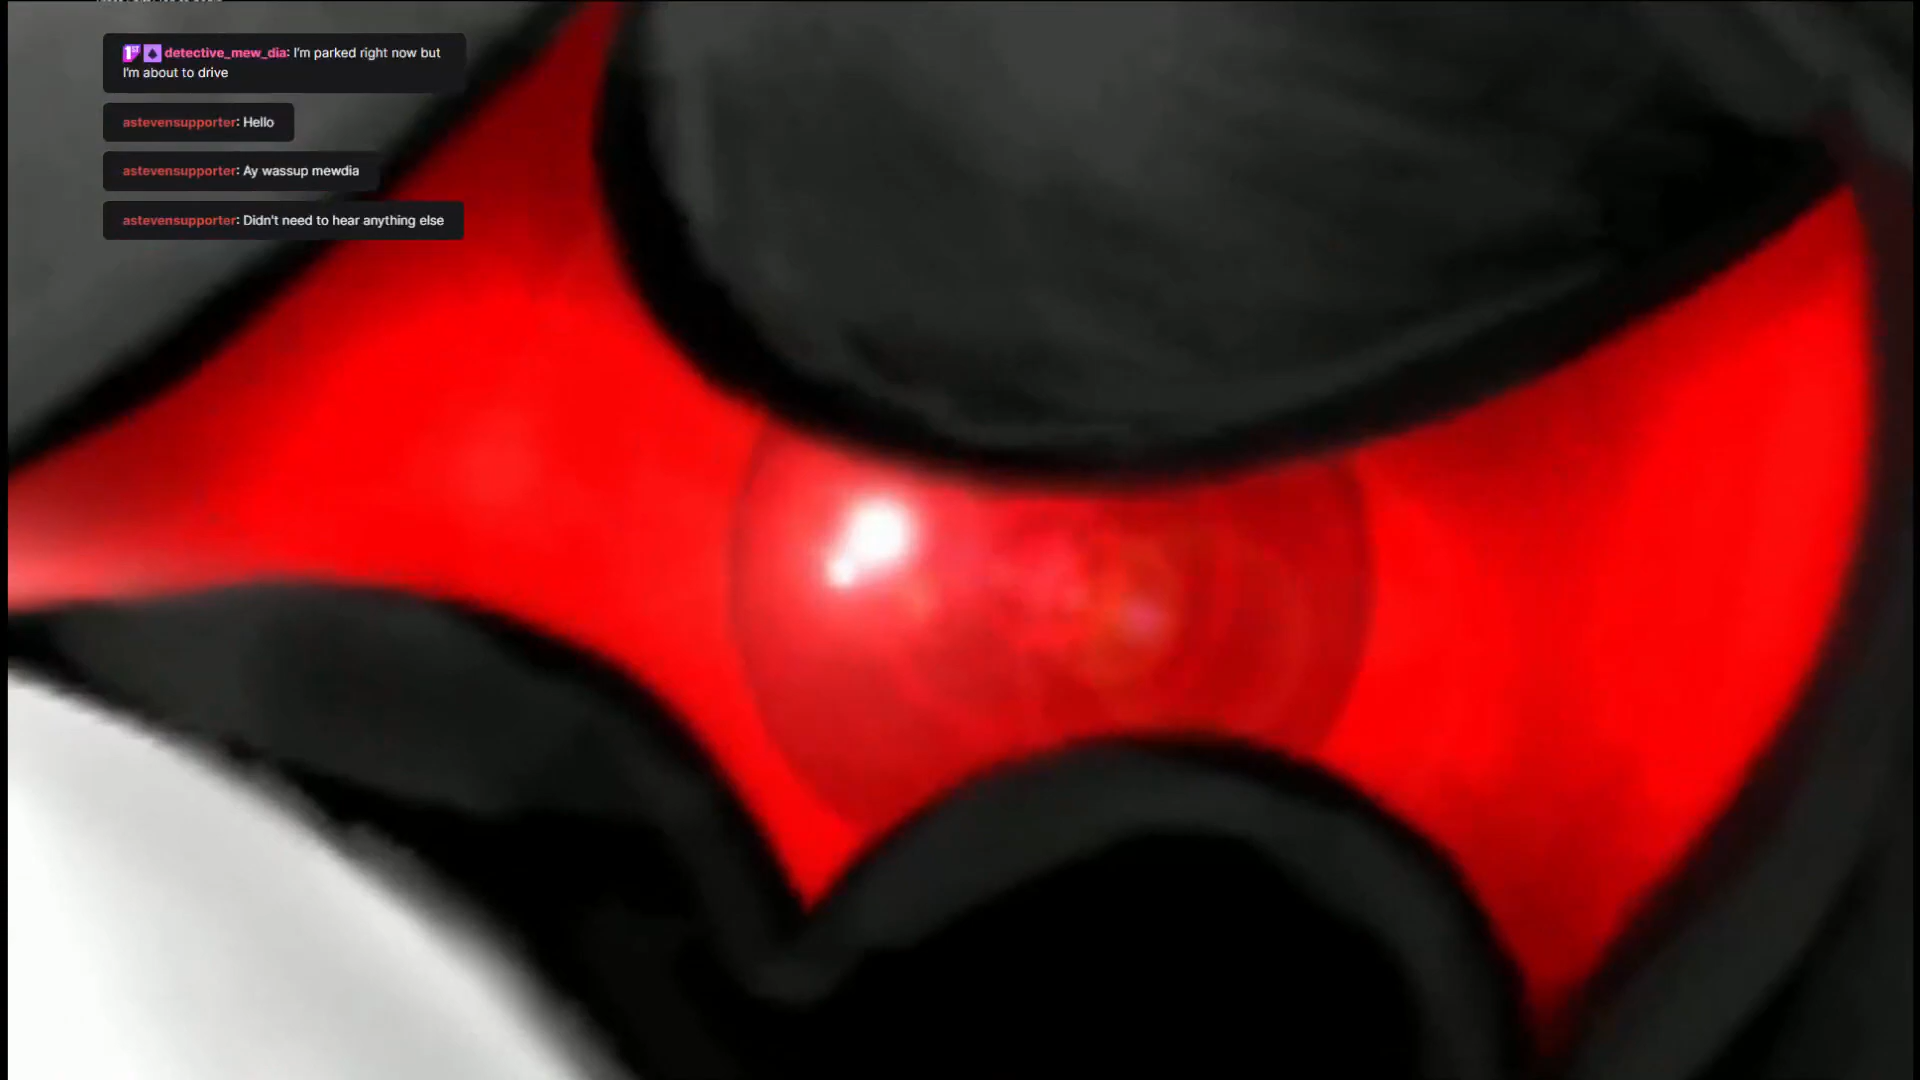 1ST detective_mew_dia: I'm parked right now but
I'm about to drive
astevensupporter: Hello
astevensupporter: Ay wassup mewdia
astevensupporter: Didn't need to hear anything else